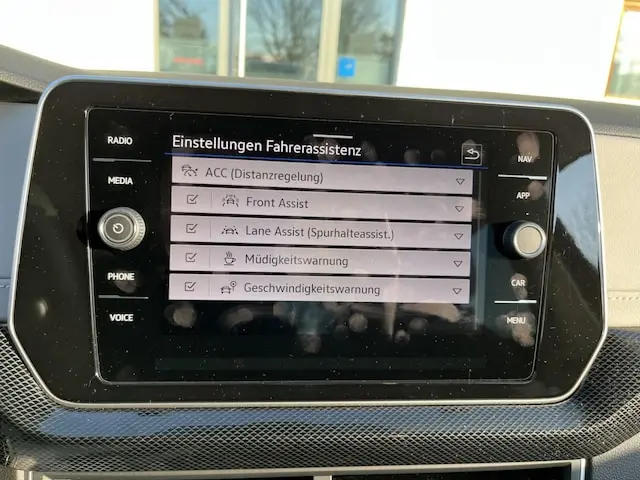 Einstellungen Fahrerassistenz
ACC (Distanzregelung)
Front Assist
Lane Assist (Spurhalteassist.)
Müdigkeitswarnung
Geschwindigkeitswarnung
RADIO
MEDIA
PHONE
VOICE
NAV
APP
CAR
MENU